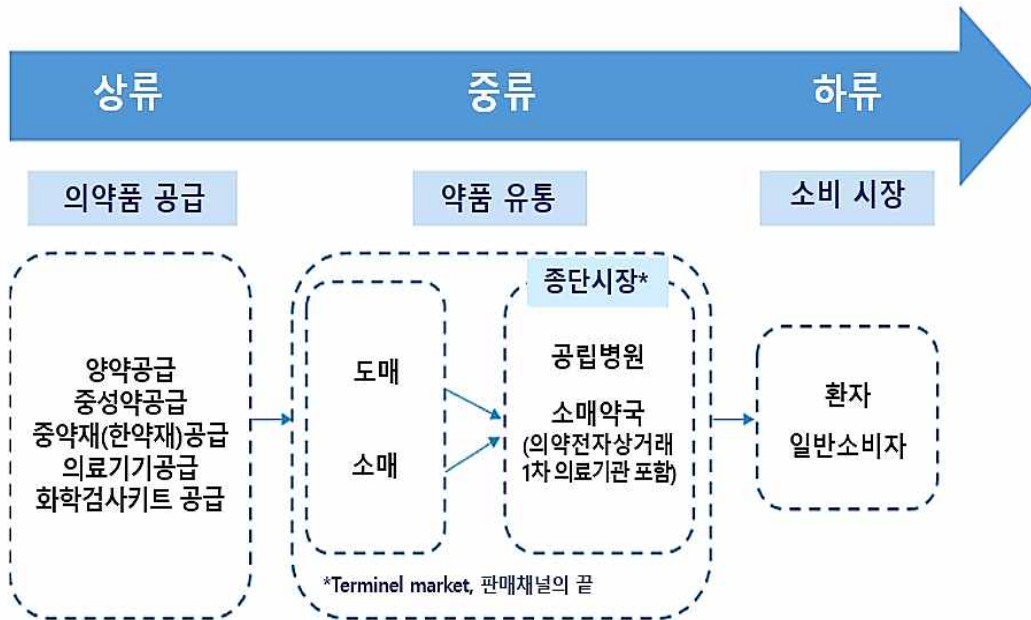 상류
중류
하류
의약품 공급
약품 유통
소비 시장
양약공급
중성약공급
중약재(한약재)공급
의료기기공급
화학검사키트 공급
도매
소매
종단시장*
공립병원
소매약국
(의약전자상거래
1차 의료기관 포함)
*Terminel market, 판매채널의 끝
환자
일반소비자